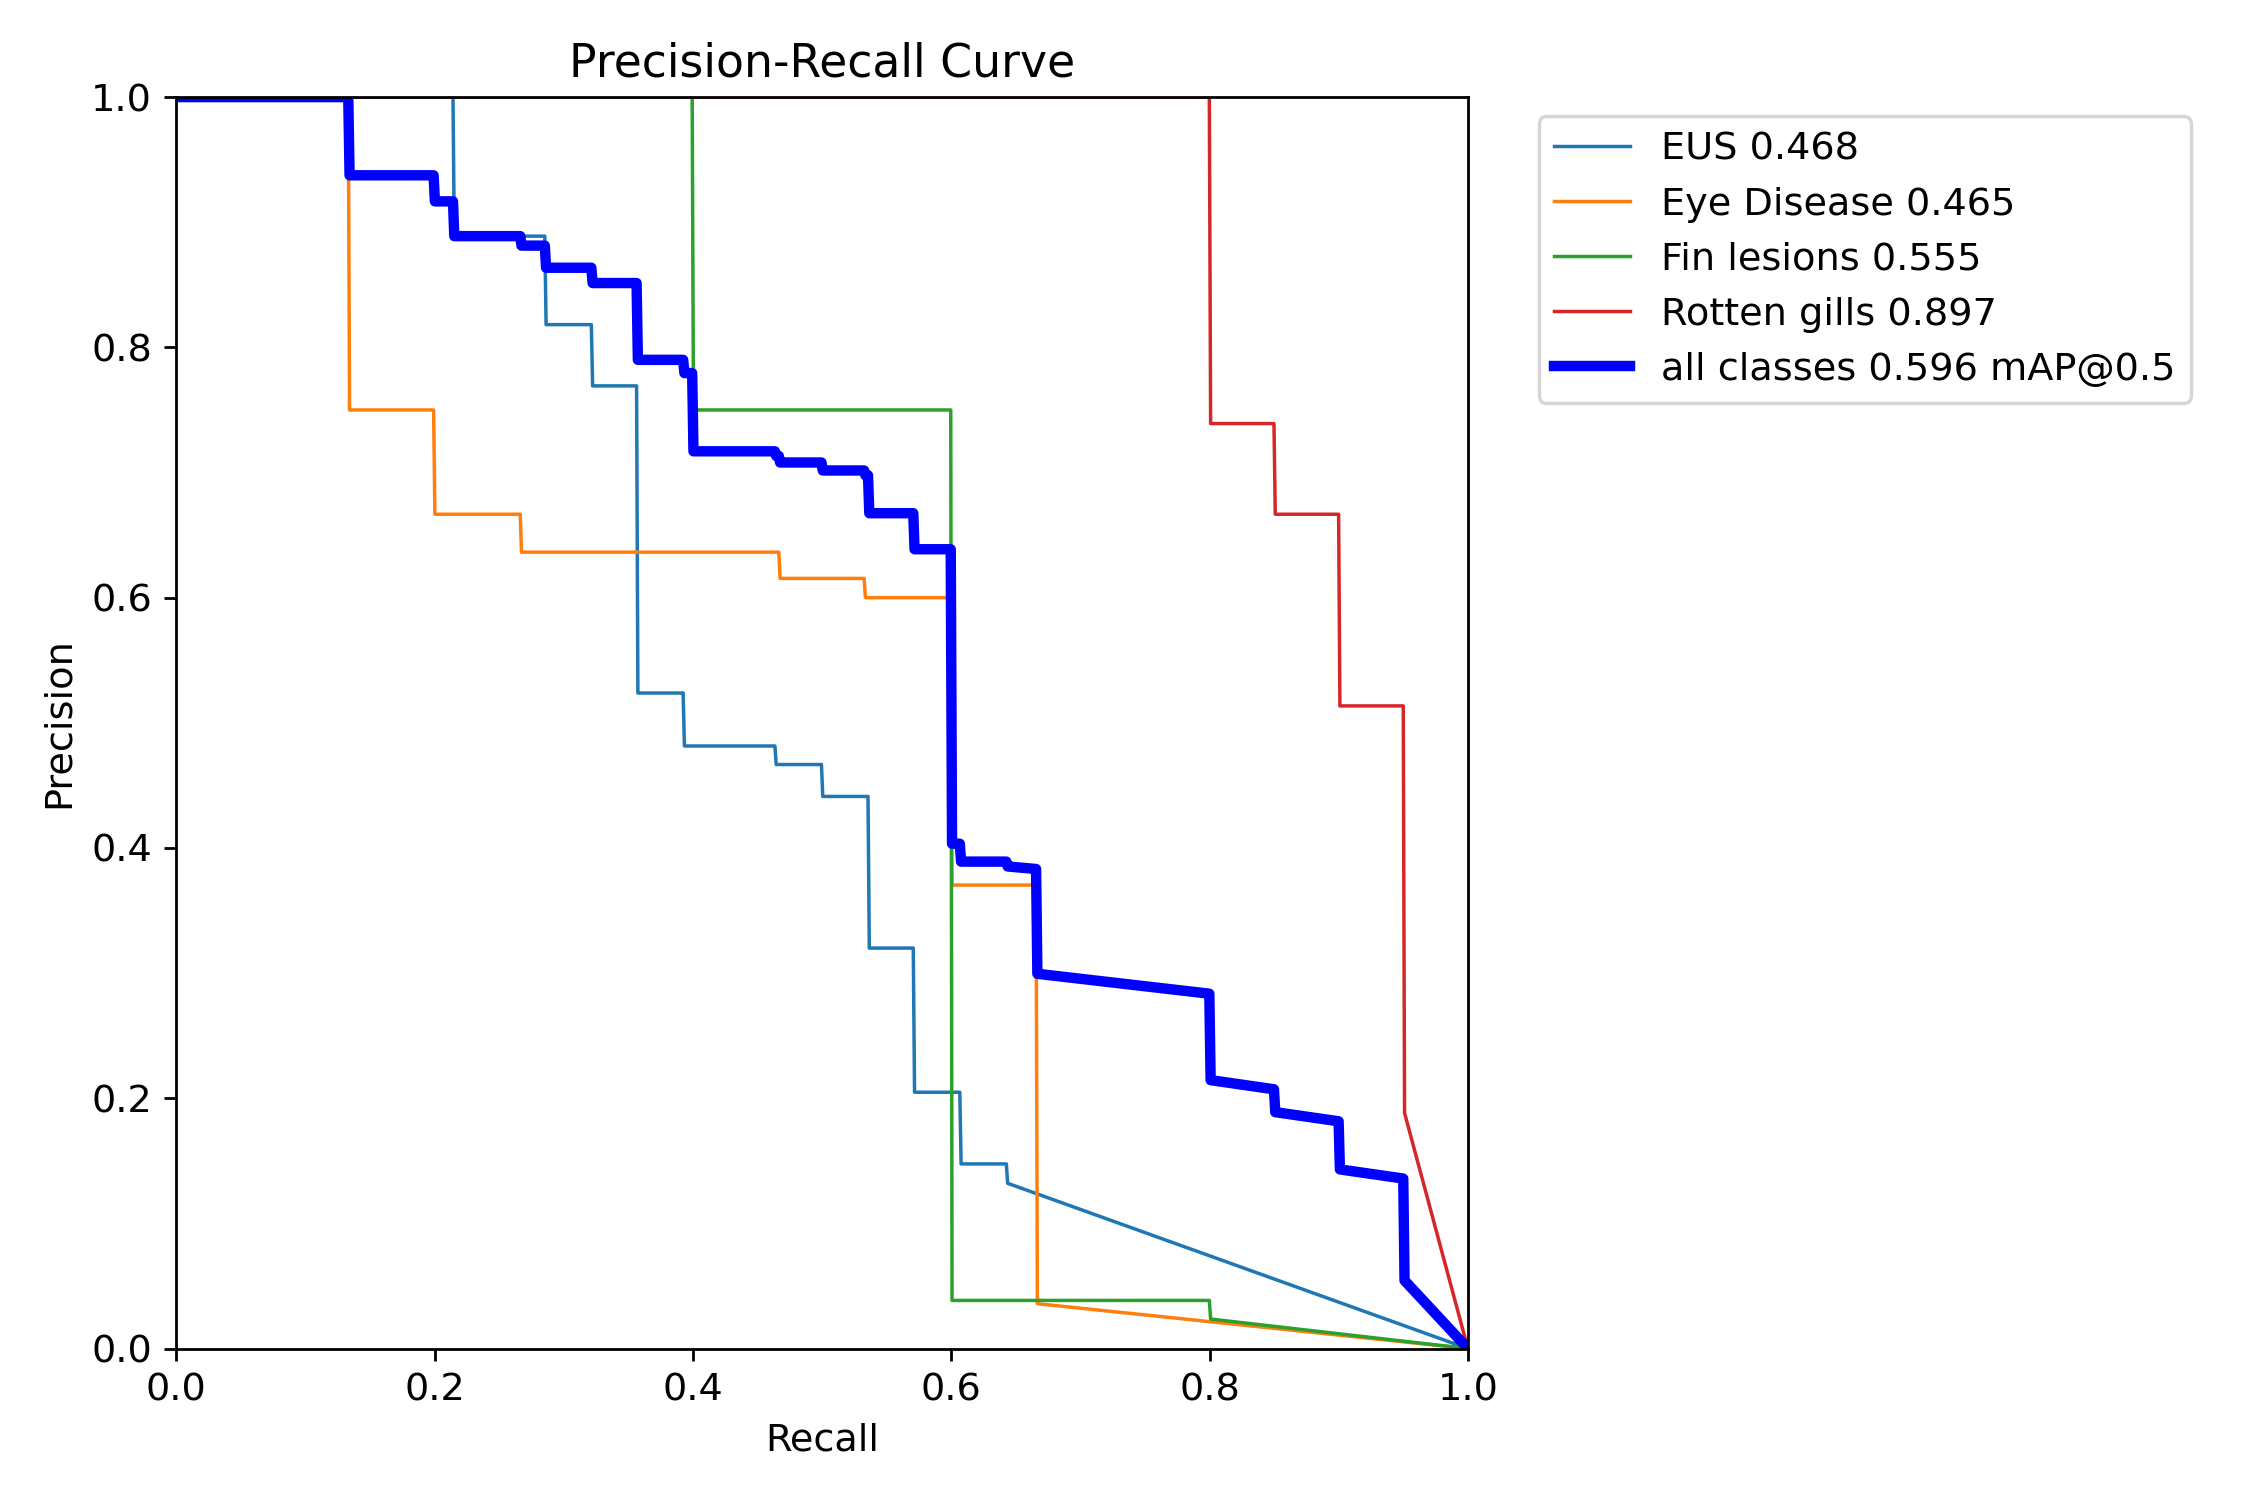 Precision-Recall Curve
1.0
0.8
0.6
0.4
0.2
0.0
Precision
0.0 0.2 0.4 0.6 0.8 1.0
Recall
EUS 0.468
Eye Disease 0.465
Fin lesions 0.555
Rotten gills 0.897
all classes 0.596 mAP@0.5